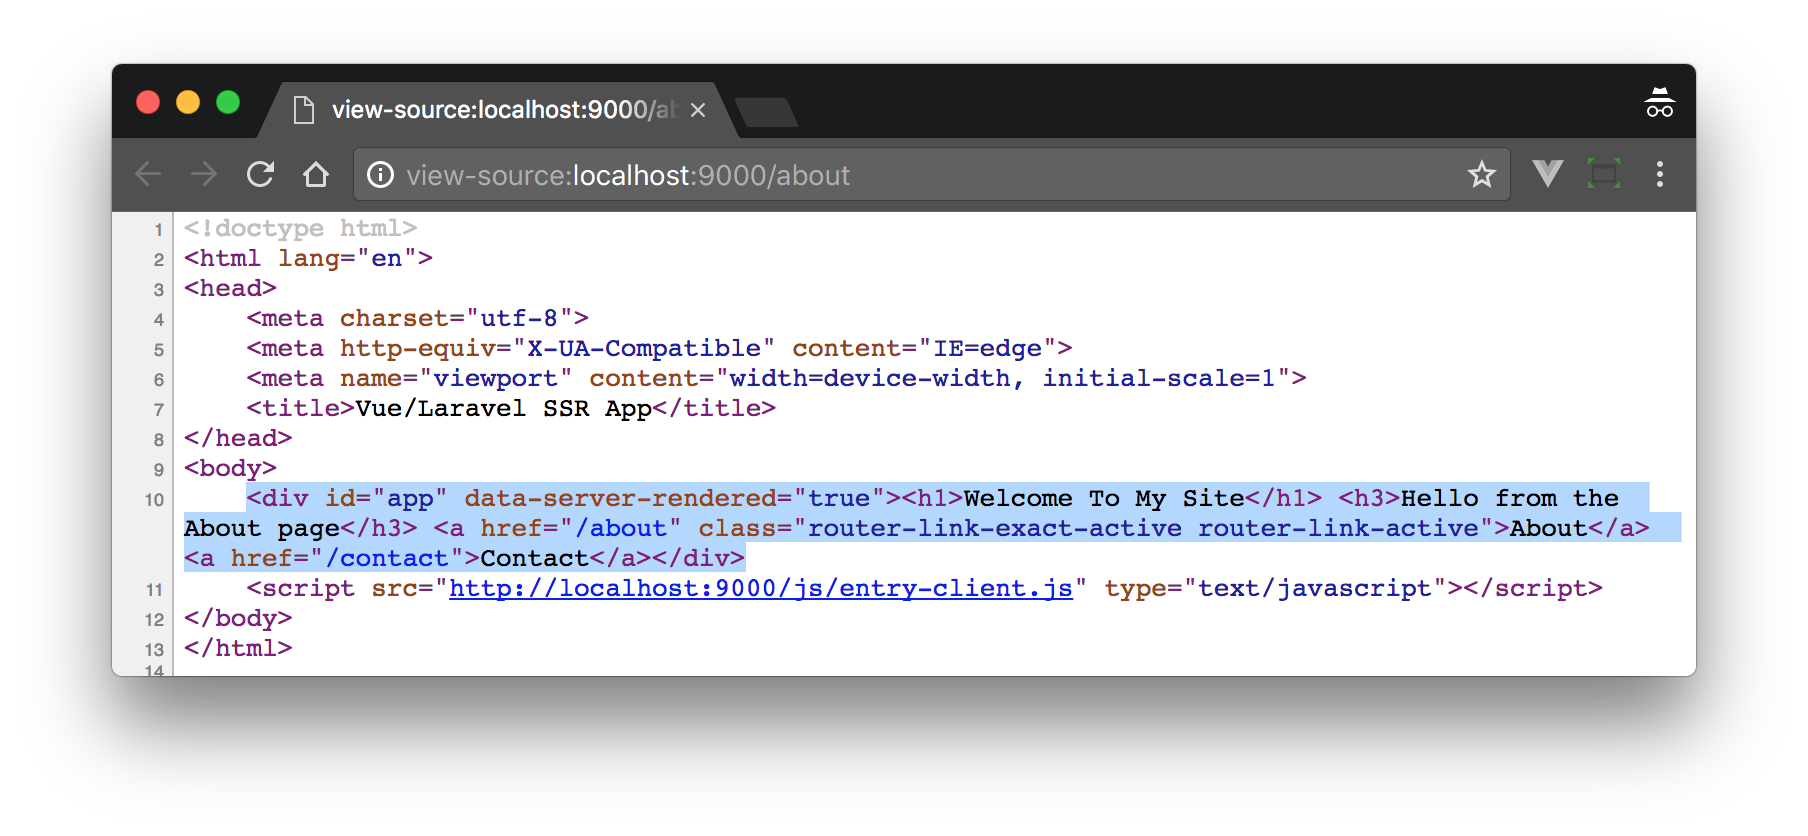 view-source:localhost:9000/ab
view-source:localhost:9000/about
1 <!doctype html>
2 <html lang="en">
3 <head>
4 <meta charset="utf-8">
5 <meta http-equiv="X-UA-Compatible" content="IE=edge">
6 <meta name="viewport" content="width=device-width, initial-scale=1">
7 <title>Vue/Laravel SSR App</title>
8 </head>
9 <body>
10 <div id="app" data-server-rendered="true"><h1>Welcome To My Site</h1> <h3>Hello from the
About page</h3> <a href="/about" class="router-link-exact-active router-link-active">About</a>
<a href="/contact">Contact</a></div>
11 <script src="http://localhost:9000/js/entry-client.js" type="text/javascript"></script>
12 </body>
13 </html>
14